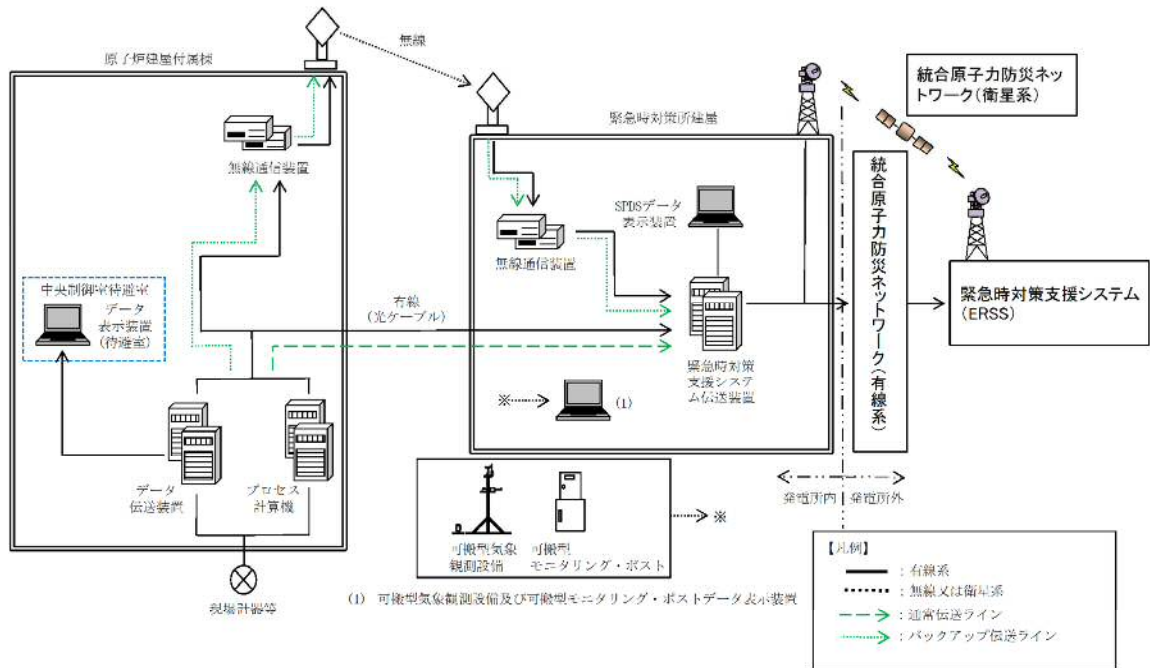 原子炉建屋付属棟
無線
無線通信装置
中央制御室待避室
データ
表示装置
(待避室)
データ
伝送装置
プロセス
計算機
現場計器等
有線
(光ケーブル)
緊急時対策所建屋
無線通信装置
SPDSデータ
表示装置
緊急時対策
支援システ
ム伝送装置
※
(1)
可搬型気象
観測設備
可搬型
モニタリング・ポスト
※
(1) 可搬型気象観測設備及び可搬型モニタリング・ポストデータ表示装置
統合原子力防災ネッ
トワーク(衛星系)
統合原子力防災ネットワーク(有線系)
緊急時対策支援システム
(ERSS)
発電所内
発電所外
【凡例】
:有線系
:無線又は衛星系
:通常伝送ライン
:バックアップ伝送ライン